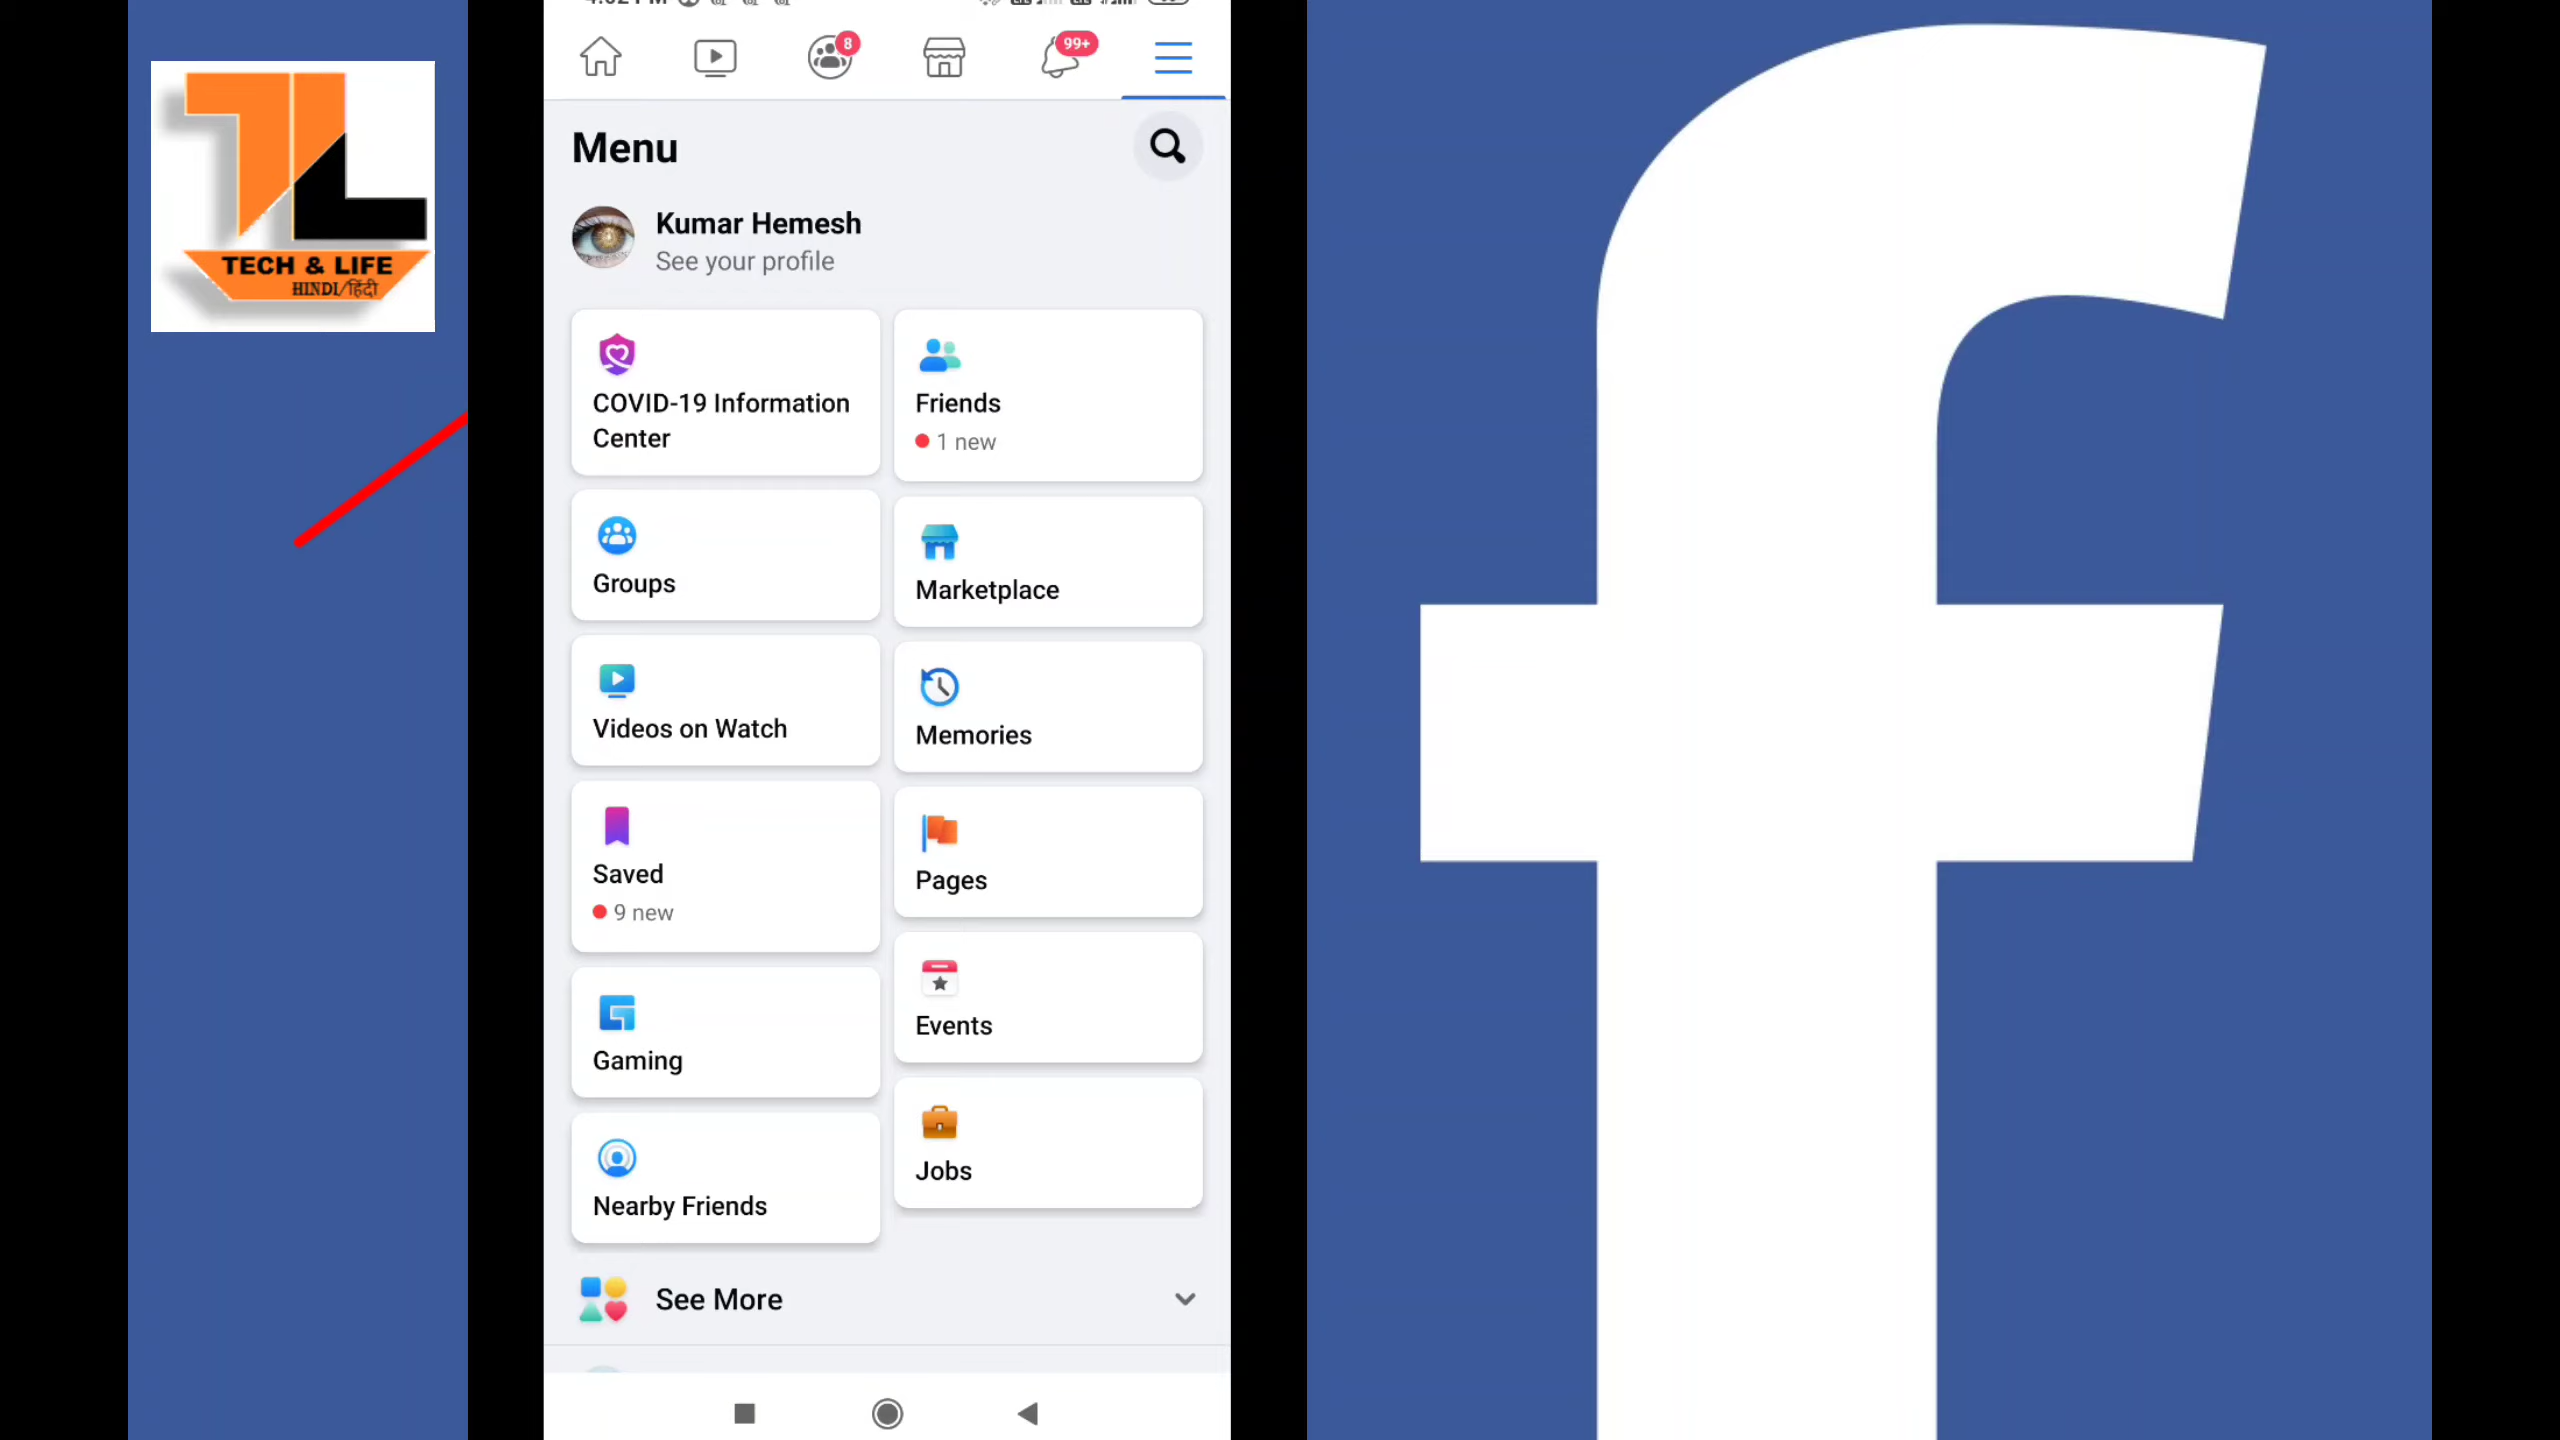 TECH & LIFE
HINDI/हिंदी
8
99+
Menu
Kumar Hemesh
See your profile
COVID-19 Information
Center
Friends
1 new
Groups
Marketplace
Videos on Watch
Memories
Saved
9 new
Pages
Gaming
Events
Nearby Friends
Jobs
See More